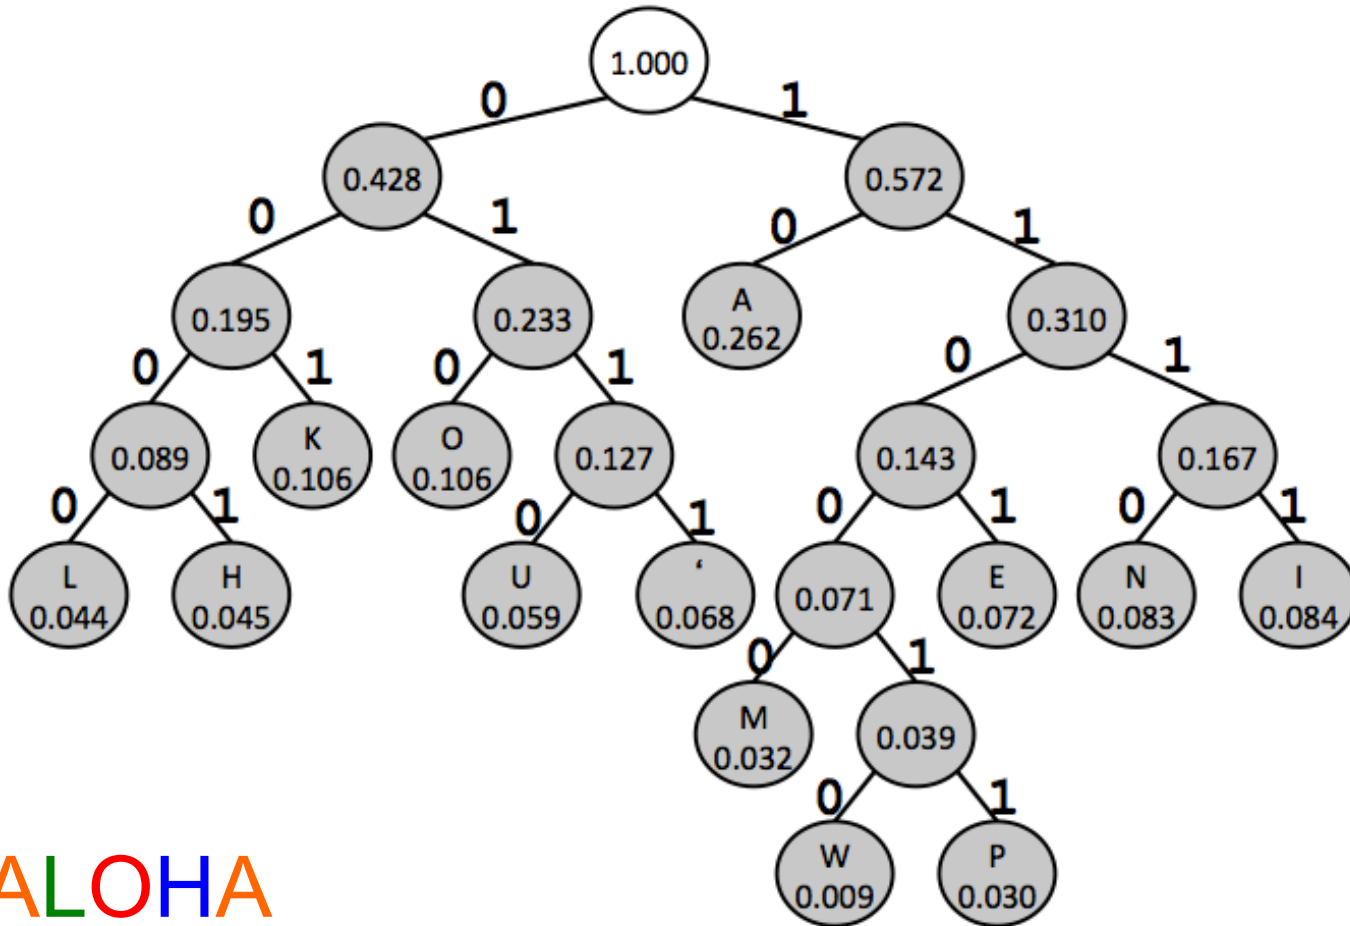 1.000
0 1
0.428 0.572
0 1 0 1
0.195 0.233 A 0.310
0.262
0 1 0 1 0 1
0.089 K O 0.127 0.143 0.167
0.106 0.106
0 1 0 1 0 1 0 1
L H U ‘ 0.071 E N I
0.044 0.045 0.059 0.068 0.072 0.083 0.084
0 1
M 0.039
0.032
0 1
W P
0.009 0.030
ALOHA